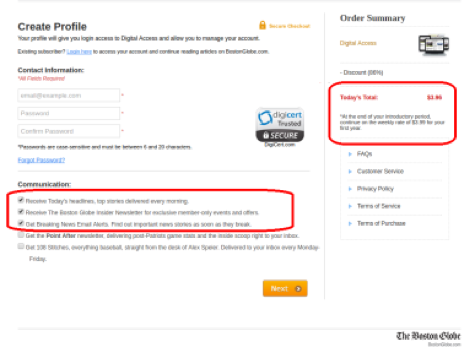 Create Profile
Secure Checkout
Your profile will give you login access to Digital Access and allow you to manage your account.
Existing subscriber? Learn here to access your account and continue reading articles on BostonGlobe.com.
Contact Information:
*All Fields Required
email@example.com *
Password *
Confirm Password *
digicert
Trusted
SECURE
DigiCert.com
*Passwords are case-sensitive and must be between 6 and 20 characters.
Forgot Password?
Communication:
Receive Today's headlines, top stories delivered every morning.
Receive The Boston Globe Insider Newsletter for exclusive member-only events and offers.
Get Breaking News Email Alerts. Find out important news stories as soon as they break.
Get the Point After newsletter, delivering post-Patriots game stats and the inside scoop right to your inbox.
Get 108 Stitches, everything baseball, straight from the desk of Alex Speier. Delivered to your inbox every Monday-
Friday.
Next
Order Summary
Digital Access
- Discount (86%)
Today's Total: $3.99
*At the end of your introductory period,
continue on the weekly rate of $3.99 for your
first year.
FAQs
Customer Service
Privacy Policy
Terms of Service
Terms of Purchase
The Boston Globe
BostonGlobe.com